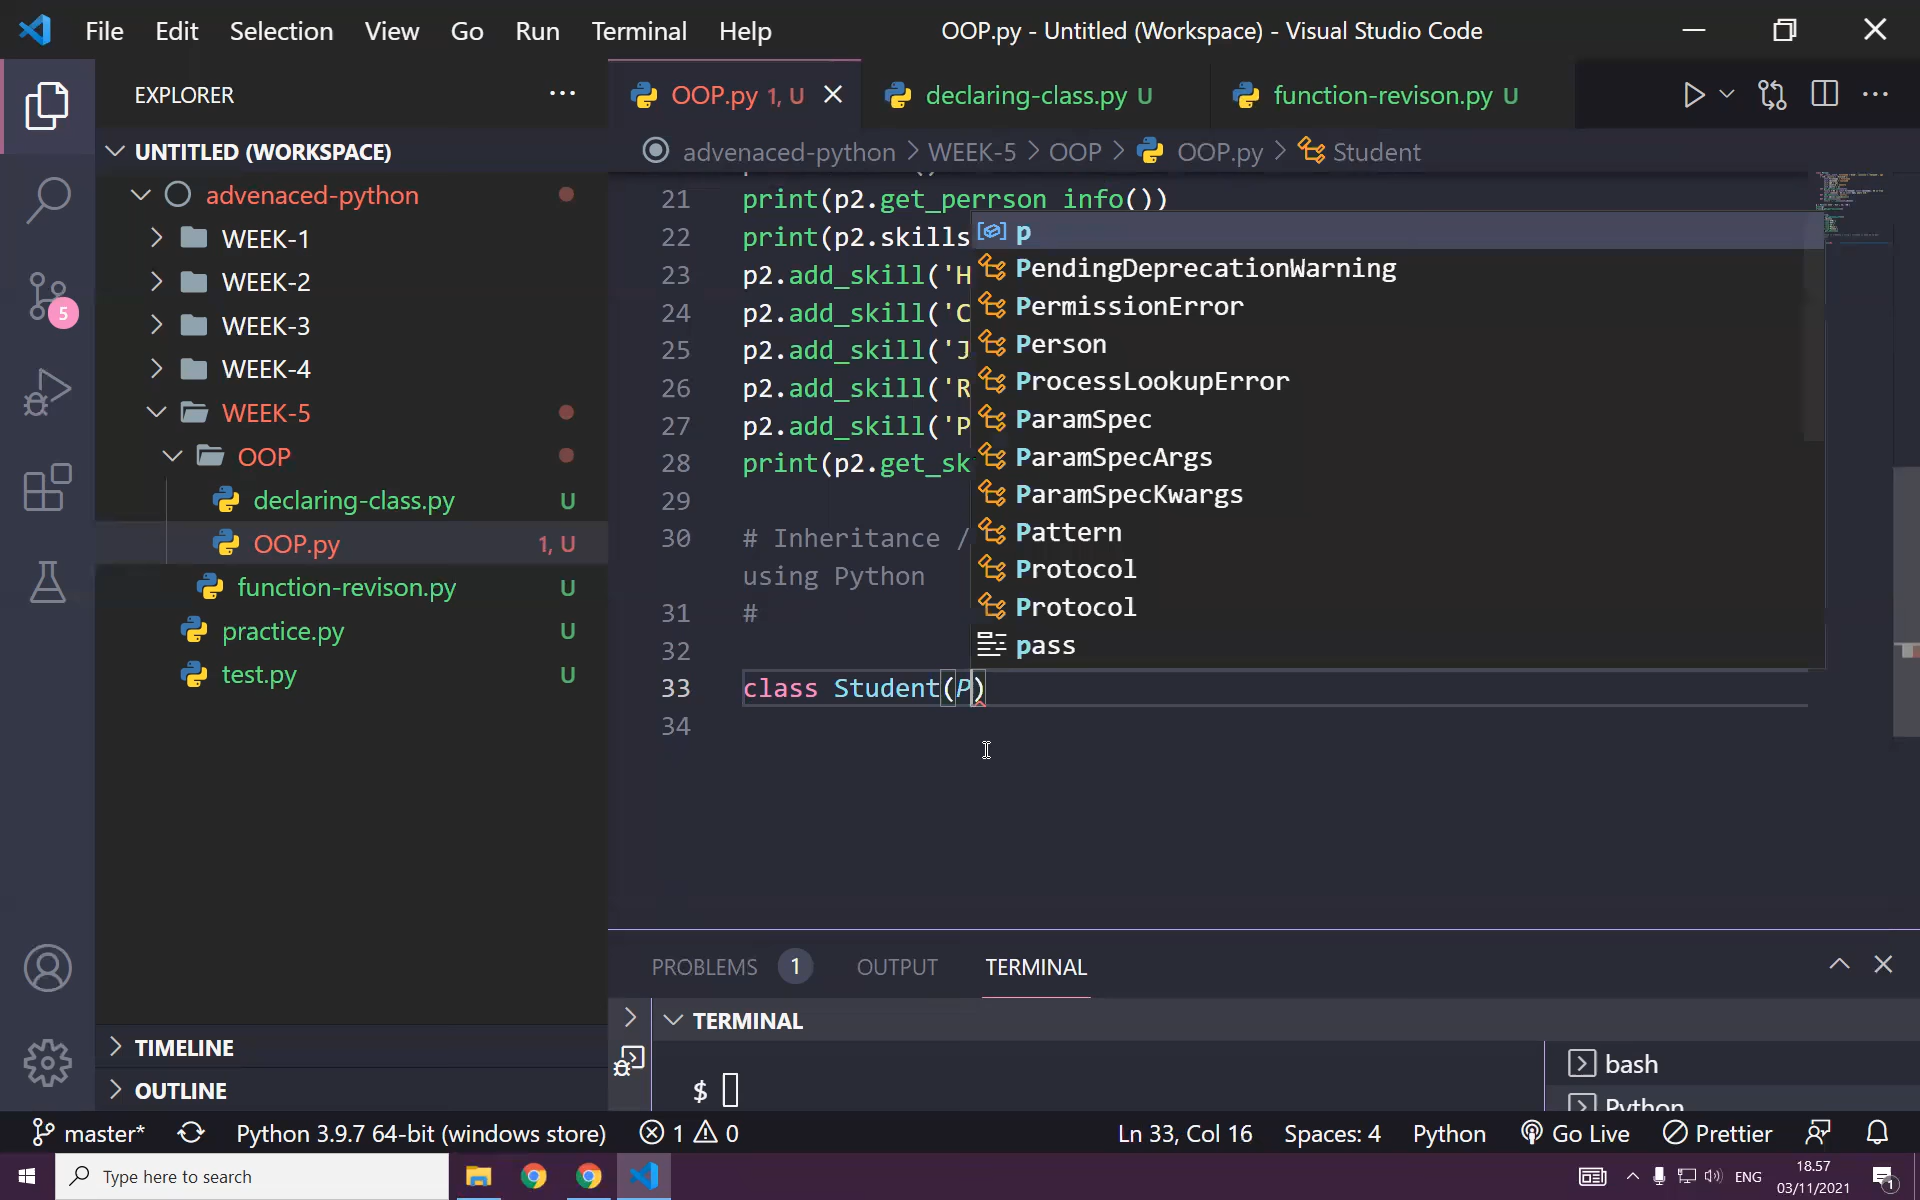 File Edit Selection View Go Run Terminal Help
OOP.py - Untitled (Workspace) - Visual Studio Code
EXPLORER
UNTITLED (WORKSPACE)
advenaced-python
WEEK-1
WEEK-2
WEEK-3
WEEK-4
WEEK-5
OOP
declaring-class.py U
OOP.py 1, U
function-revison.py U
practice.py U
test.py U
TIMELINE
OUTLINE
5
OOP.py 1, U
declaring-class.py U
function-revison.py U
advenaced-python > WEEK-5 > OOP > OOP.py > Student
21 print(p2.get_perrson_info())
22 print(p2.skills
23 p2.add_skill('H
24 p2.add_skill('C
25 p2.add_skill('J
26 p2.add_skill('R
27 p2.add_skill('P
28 print(p2.get_sk
29
30 # Inheritance /
using Python
31 #
32
33 class Student(P)
34
p
PendingDeprecationWarning
PermissionError
Person
ProcessLookupError
ParamSpec
ParamSpecArgs
ParamSpecKwargs
Pattern
Protocol
Protocol
pass
PROBLEMS 1 OUTPUT TERMINAL
TERMINAL
$
bash
Python
master* Python 3.9.7 64-bit (windows store) 1 0 Ln 33, Col 16 Spaces: 4 Python Go Live Prettier
Type here to search
ENG
18.57
03/11/2021
1